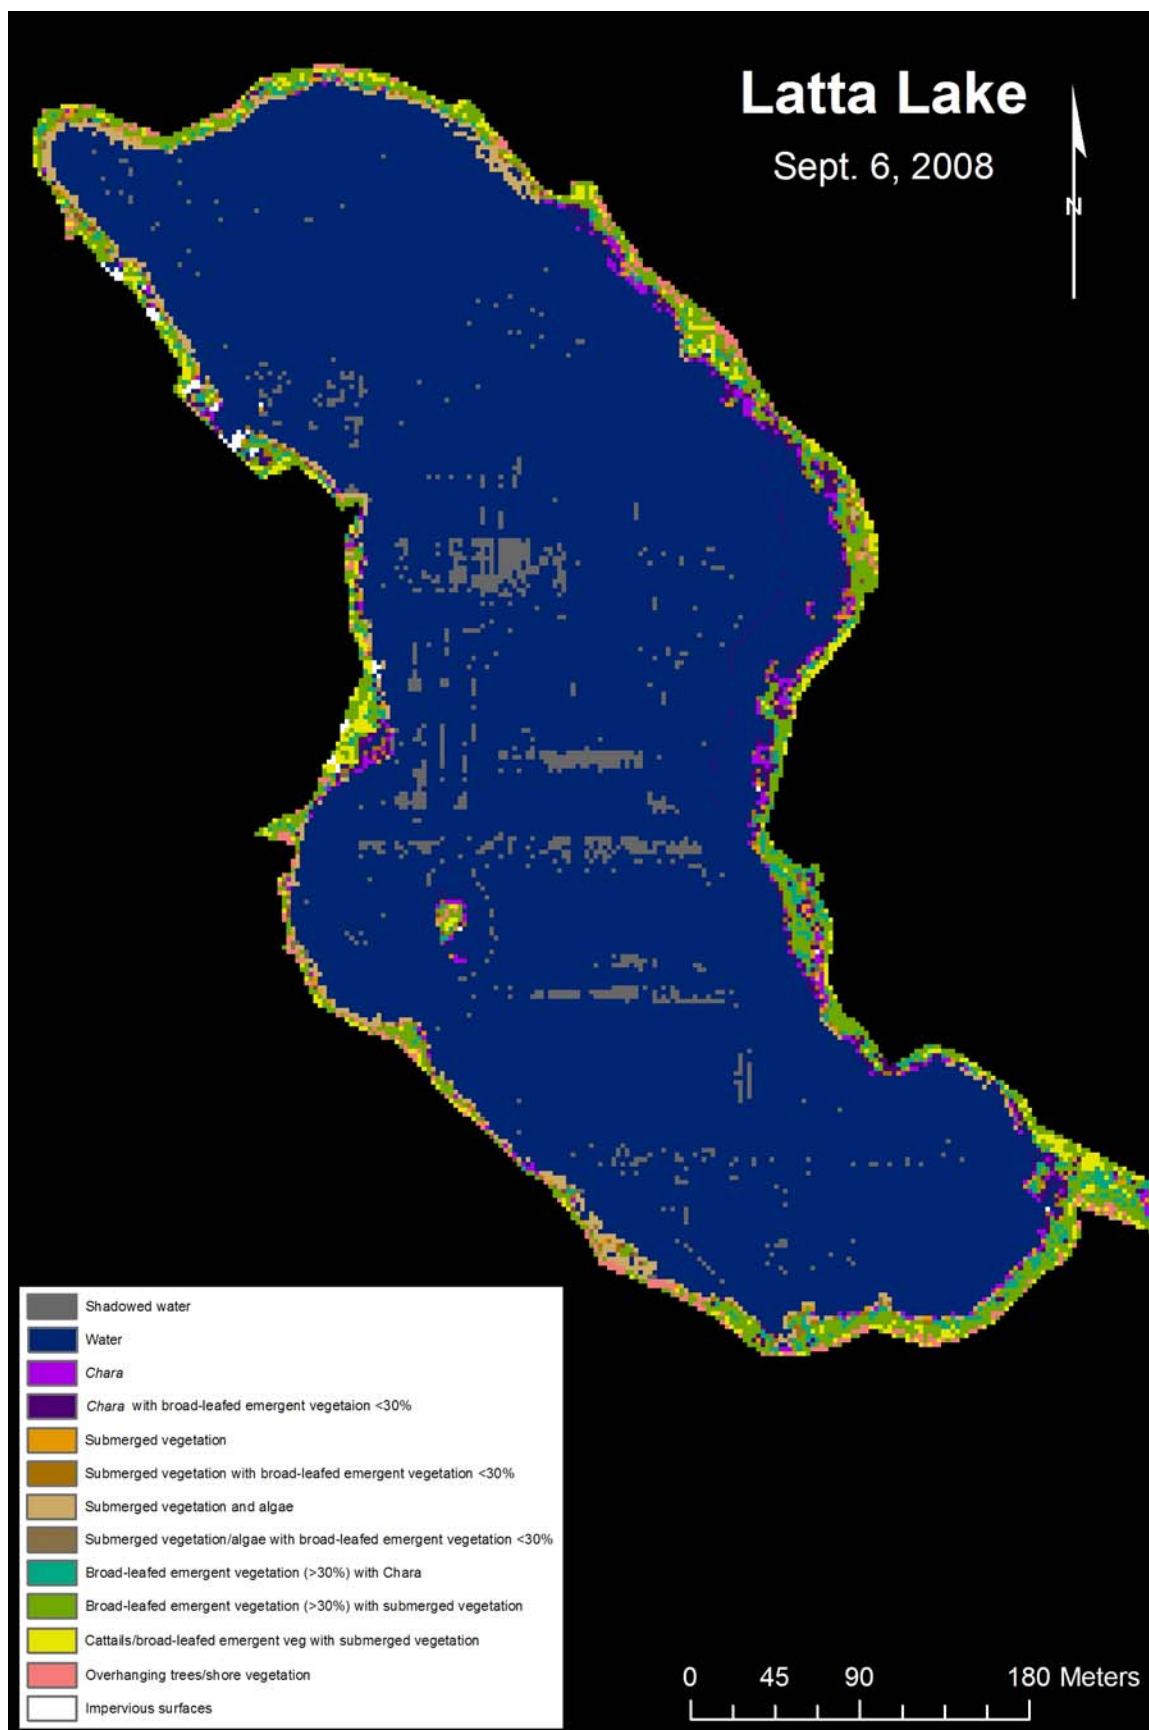 Latta Lake
Sept. 6, 2008
N
Shadowed water
Water
Chara
Chara with broad-leafed emergent vegetaion <30%
Submerged vegetation
Submerged vegetation with broad-leafed emergent vegetation <30%
Submerged vegetation and algae
Submerged vegetation/algae with broad-leafed emergent vegetation <30%
Broad-leafed emergent vegetation (>30%) with Chara
Broad-leafed emergent vegetation (>30%) with submerged vegetation
Cattails/broad-leafed emergent veg with submerged vegetation
Overhanging trees/shore vegetation
Impervious surfaces
0 45 90 180 Meters